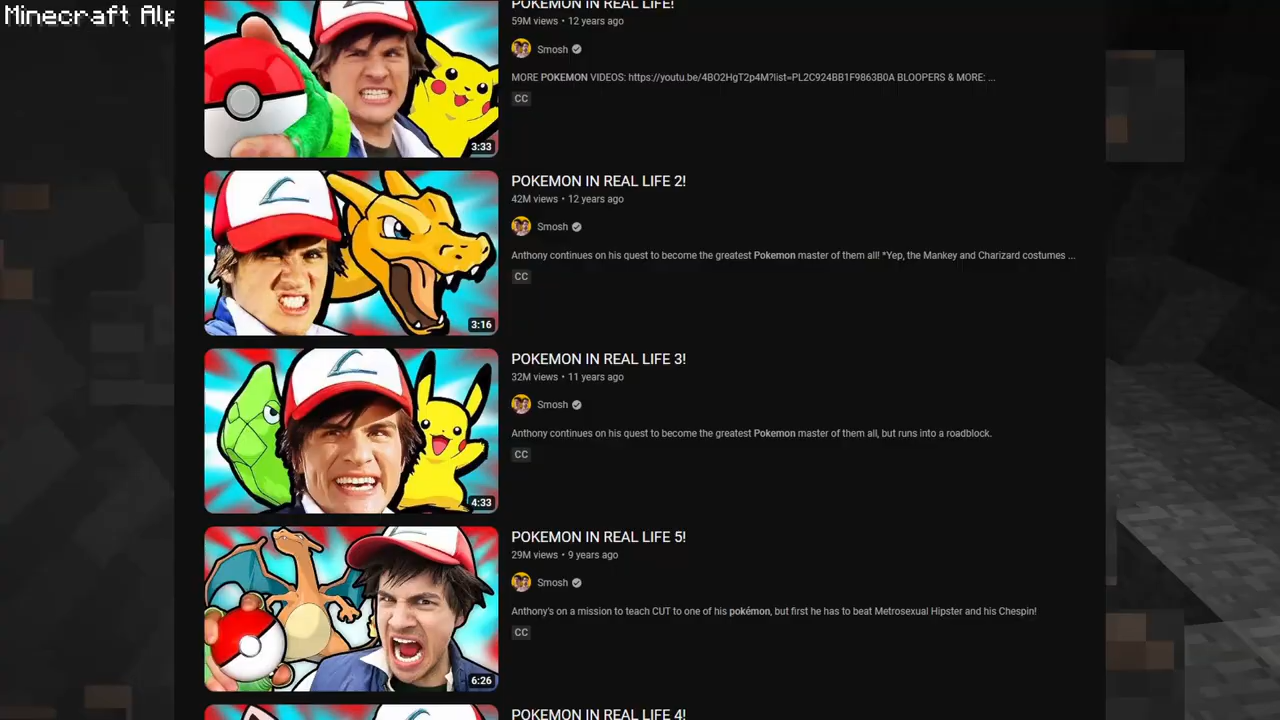 Minecraft Alp
POKEMON IN REAL LIFE!
59M views • 12 years ago
Smosh
MORE POKEMON VIDEOS: https://youtu.be/4BO2HgT2p4M?list=PL2C924BB1F9863B0A BLOOPERS & MORE: ...
CC
3:33
POKEMON IN REAL LIFE 2!
42M views • 12 years ago
Smosh
Anthony continues on his quest to become the greatest Pokemon master of them all! *Yep, the Mankey and Charizard costumes ...
CC
3:16
POKEMON IN REAL LIFE 3!
32M views • 11 years ago
Smosh
Anthony continues on his quest to become the greatest Pokemon master of them all, but runs into a roadblock.
CC
4:33
POKEMON IN REAL LIFE 5!
29M views • 9 years ago
Smosh
Anthony's on a mission to teach CUT to one of his pokémon, but first he has to beat Metrosexual Hipster and his Chespin!
CC
6:26
POKEMON IN REAL LIFE 4!